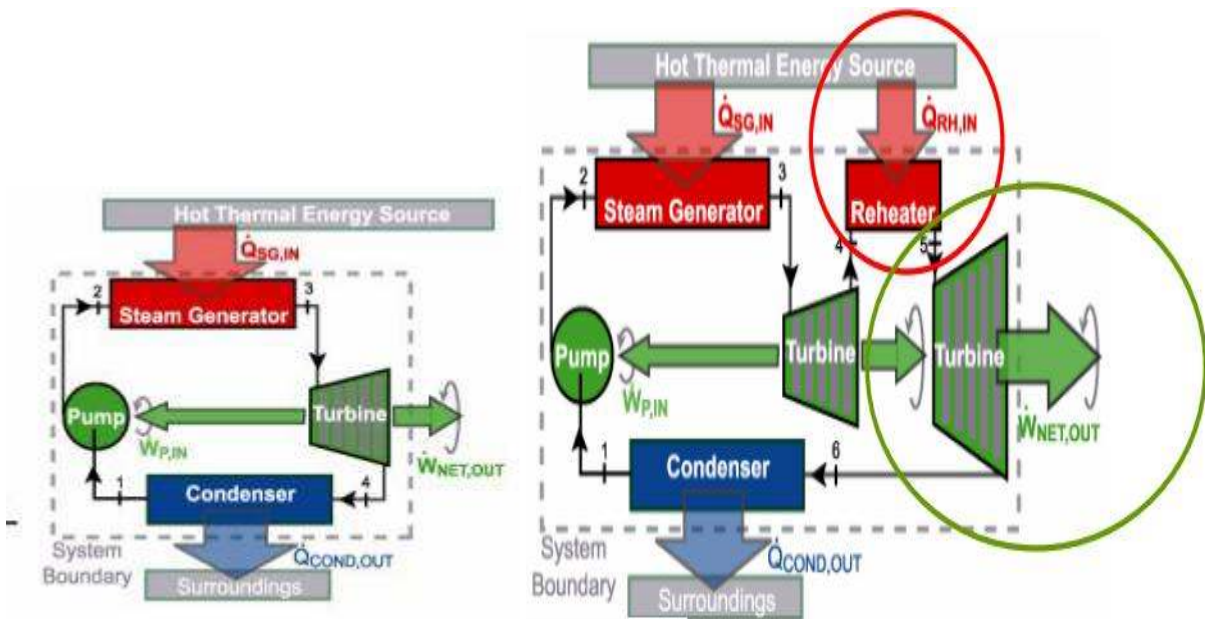 Hot Thermal Energy Source
Q̇SG,IN
2
3
Steam Generator
Pump
ẆP,IN
Turbine
ẆNET,OUT
1
Condenser
4
System
Boundary
Q̇COND,OUT
Surroundings
Hot Thermal Energy Source
Q̇SG,IN
Q̇RH,IN
2
3
Steam Generator
Reheater
4
5
Pump
ẆP,IN
Turbine
Turbine
ẆNET,OUT
1
Condenser
6
System
Boundary
Q̇COND,OUT
Surroundings